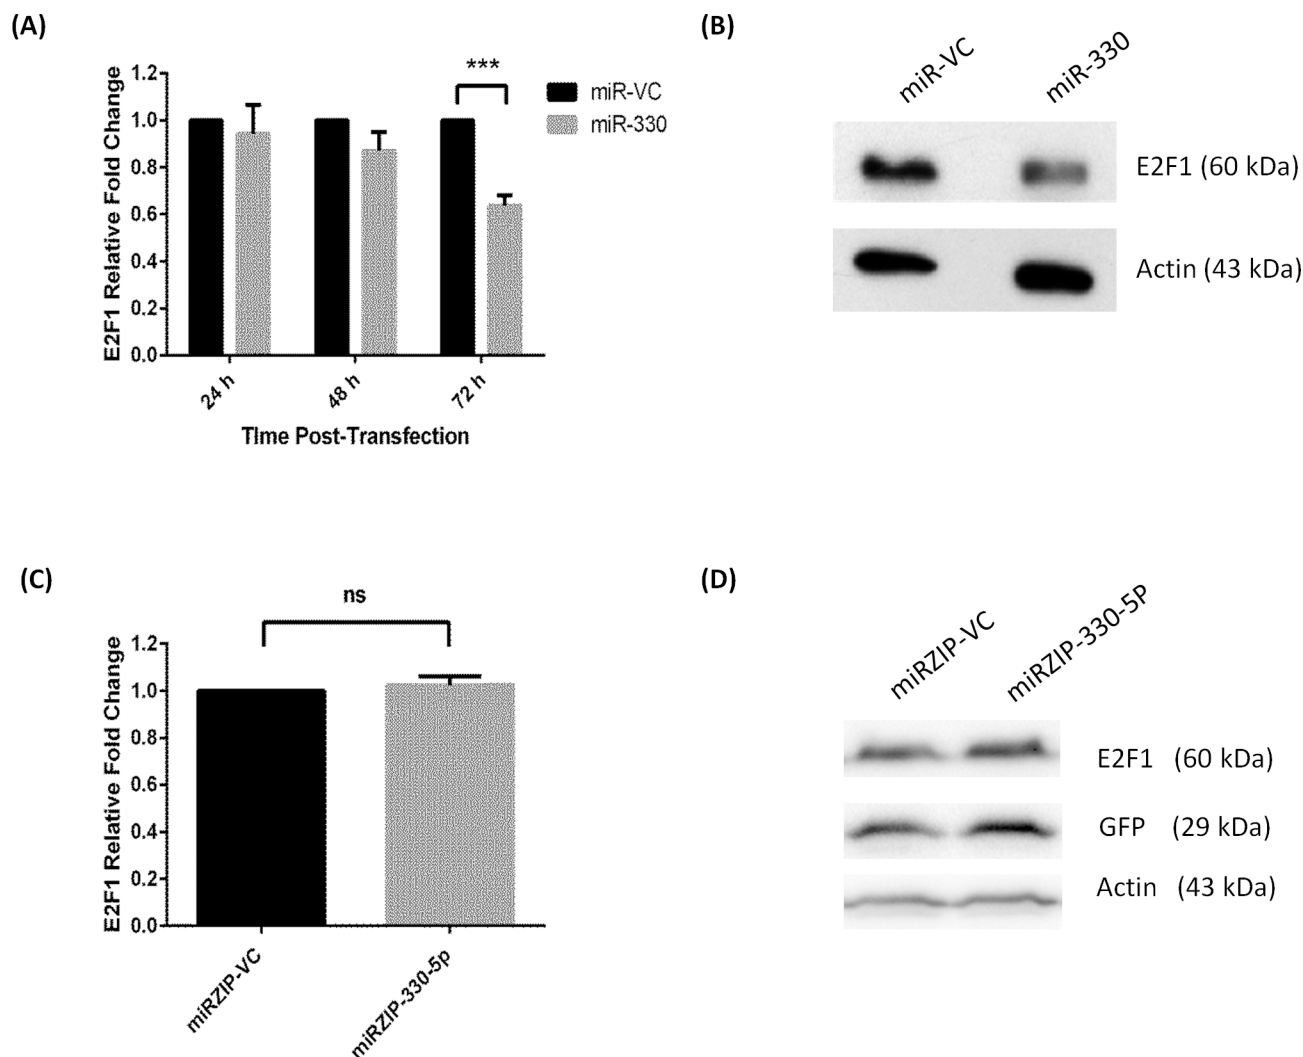 (A)
E2F1 Relative Fold Change
1.2
1.0
0.8
0.6
0.4
0.2
0.0
***
miR-VC
miR-330
24 h
48 h
72 h
TIme Post-Transfection
(B)
miR-VC
miR-330
E2F1 (60 kDa)
Actin (43 kDa)
(C)
E2F1 Relative Fold Change
1.2
1.0
0.8
0.6
0.4
0.2
0.0
ns
miRZIP-VC
miRZIP-330-5p
(D)
miRZIP-VC
miRZIP-330-5P
E2F1 (60 kDa)
GFP (29 kDa)
Actin (43 kDa)